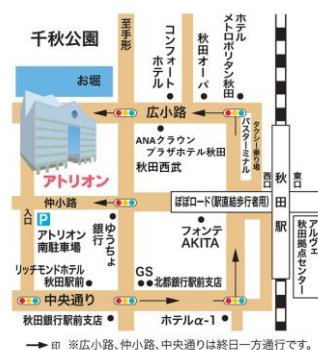 千秋公園
お堀
至手形
コンフォート
ホテル
秋田オーパ
ホテル
メトロポリタン秋田
広小路
バスターミナル
タクシー乗り場
ANAクラウン
プラザホテル秋田
秋田西武
アトリオン
仲小路
ぽぽロード(駅直結歩行者用)
西口
秋田駅
東口
アルヴェ
秋田拠点センター
入口
P
アトリオン
南駐車場
ゆうちょ
銀行
フォンテ
AKITA
リッチモンドホテル
秋田駅前
GS
北都銀行駅前支店
中央通り
秋田銀行駅前支店
ホテルα-1
印 ※広小路、仲小路、中央通りは終日一方通行です。